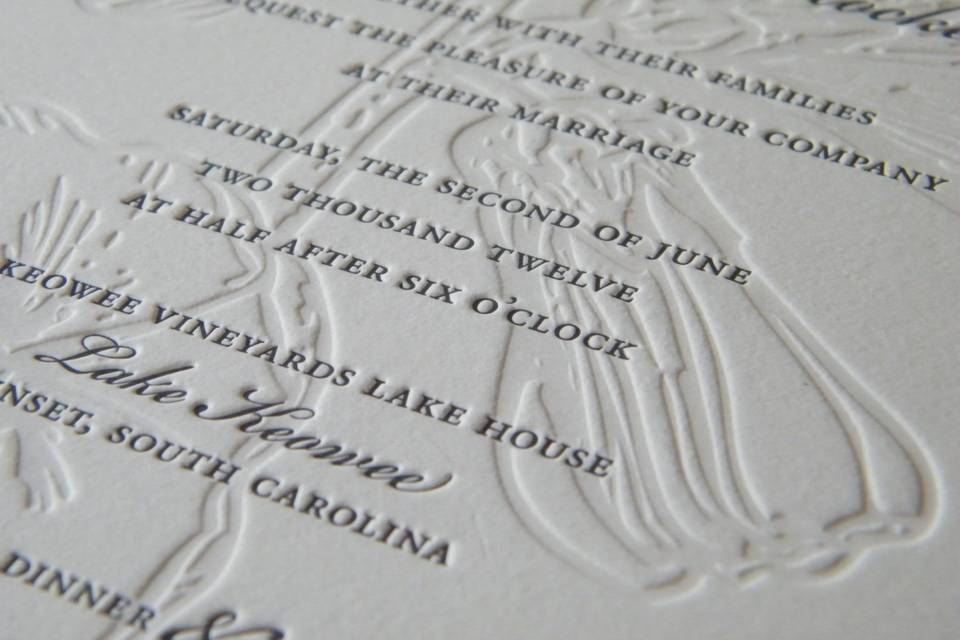 WITH THEIR FAMILIES
THE PLEASURE OF YOUR COMPANY
AT THEIR MARRIAGE
SATURDAY, THE SECOND OF JUNE
TWO THOUSAND TWELVE
AT HALF AFTER SIX O'CLOCK
KEOWEE VINEYARDS LAKE HOUSE
Lake Keowee
SOUTH CAROLINA
DINNER &